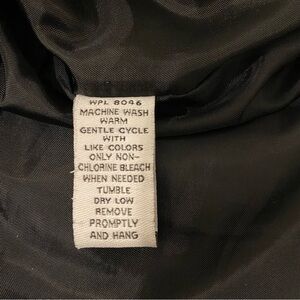 WPL 8046
MACHINE WASH
WARM
GENTLE CYCLE
WITH
LIKE COLORS
ONLY NON-
CHLORINE BLEACH
WHEN NEEDED
TUMBLE
DRY LOW
REMOVE
PROMPTLY
AND HANG